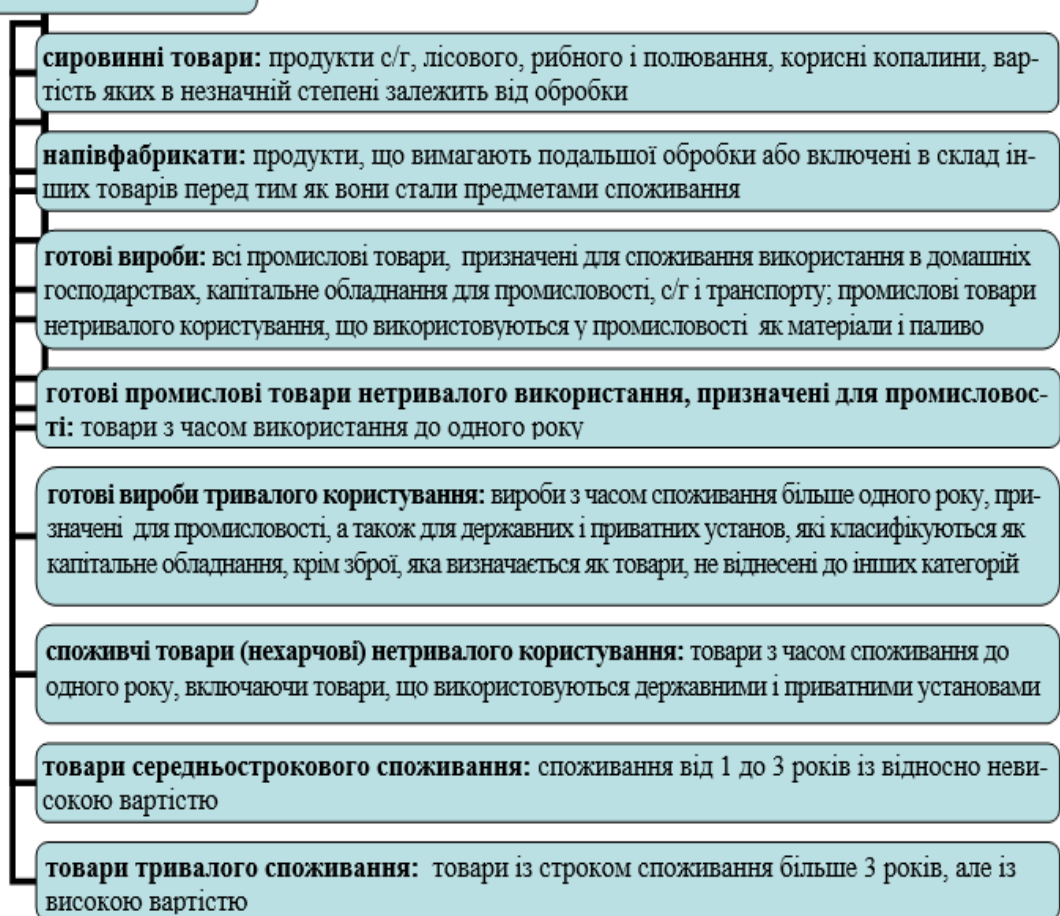 сировинні товари: продукти с/г, лісового, рибного і полювання, корисні копалини, вар-
тість яких в незначній степені залежить від обробки
напівфабрикати: продукти, що вимагають подальшої обробки або включені в склад ін-
ших товарів перед тим як вони стали предметами споживання
готові вироби: всі промислові товари, призначені для споживання використання в домашніх
господарствах, капітальне обладнання для промисловості, с/г і транспорту; промислові товари
нетривалого користування, що використовуються у промисловості як матеріали і паливо
готові промислові товари нетривалого використання, призначені для промисловос-
ті: товари з часом використання до одного року
готові вироби тривалого користування: вироби з часом споживання більше одного року, при-
значені для промисловості, а також для державних і приватних установ, які класифікуються як
капітальне обладнання, крім зброї, яка визначається як товари, не віднесені до інших категорій
споживчі товари (нехарчові) нетривалого користування: товари з часом споживання до
одного року, включаючи товари, що використовуються державними і приватними установами
товари середньострокового споживання: споживання від 1 до 3 років із відносно неви-
сокою вартістю
товари тривалого споживання: товари із строком споживання більше 3 років, але із
високою вартістю